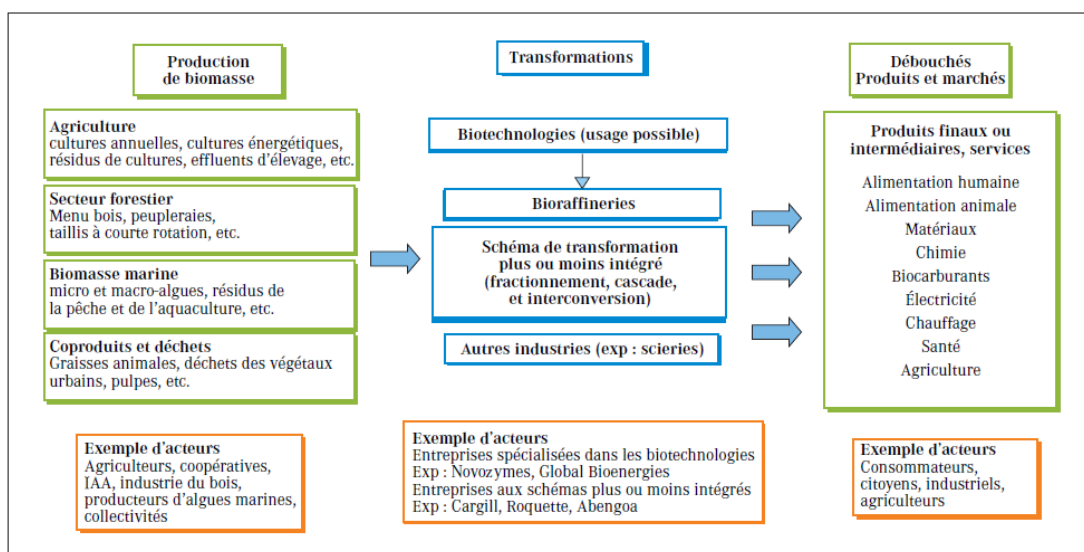 Production
de biomasse
Agriculture
cultures annuelles, cultures énergétiques,
résidus de cultures, effluents d'élevage, etc.
Secteur forestier
Menu bois, peupleraies,
taillis à courte rotation, etc.
Biomasse marine
micro et macro-algues, résidus de
la pêche et de l'aquaculture, etc.
Coproduits et déchets
Graisses animales, déchets des végétaux
urbains, pulpes, etc.
Exemple d'acteurs
Agriculteurs, coopératives,
IAA, industrie du bois,
producteurs d'algues marines,
collectivités
Transformations
Biotechnologies (usage possible)
Bioraffineries
Schéma de transformation
plus ou moins intégré
(fractionnement, cascade,
et interconversion)
Autres industries (exp : scieries)
Exemple d'acteurs
Entreprises spécialisées dans les biotechnologies
Exp : Novozymes, Global Bioenergies
Entreprises aux schémas plus ou moins intégrés
Exp : Cargill, Roquette, Abengoa
Débouchés
Produits et marchés
Produits finaux ou
intermédiaires, services
Alimentation humaine
Alimentation animale
Matériaux
Chimie
Biocarburants
Électricité
Chauffage
Santé
Agriculture
Exemple d'acteurs
Consommateurs,
citoyens, industriels,
agriculteurs